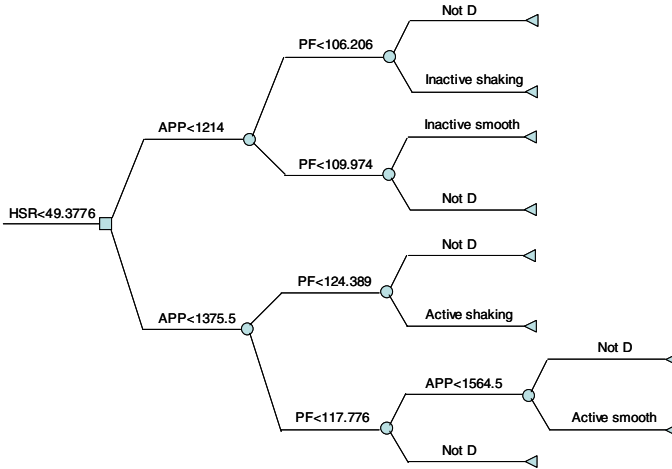 Not D
PF<106.206
Inactive shaking
APP<1214
Inactive smooth
PF<109.974
Not D
HSR<49.3776
Not D
PF<124.389
Active shaking
APP<1375.5
Not D
APP<1564.5
Active smooth
PF<117.776
Not D